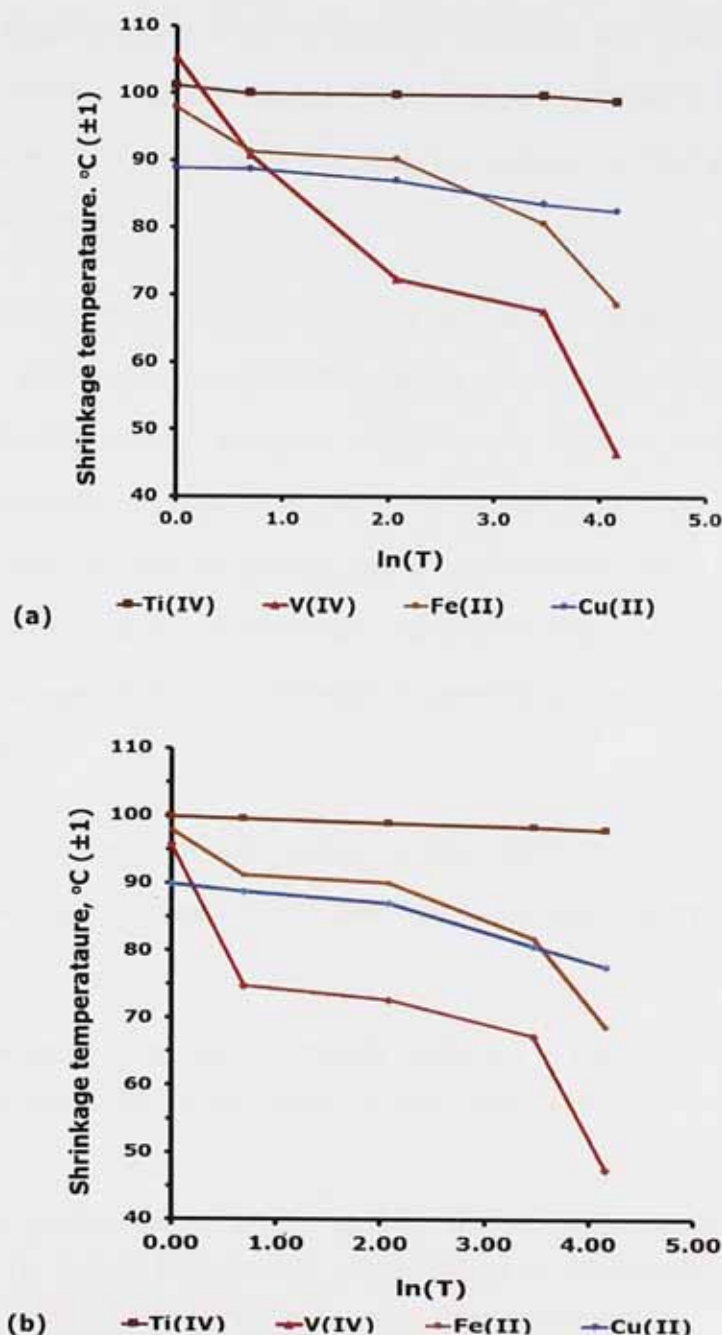 110
100
90
80
70
60
50
40
Shrinkage temperataure. °C (±1)
0.0 1.0 2.0 3.0 4.0 5.0
ln(T)
Ti(IV) V(IV) Fe(II) Cu(II)
(a)
110
100
90
80
70
60
50
40
Shrinkage temperataure, °C (±1)
0.00 1.00 2.00 3.00 4.00 5.00
ln(T)
(b) Ti(IV) V(IV) Fe(II) Cu(II)